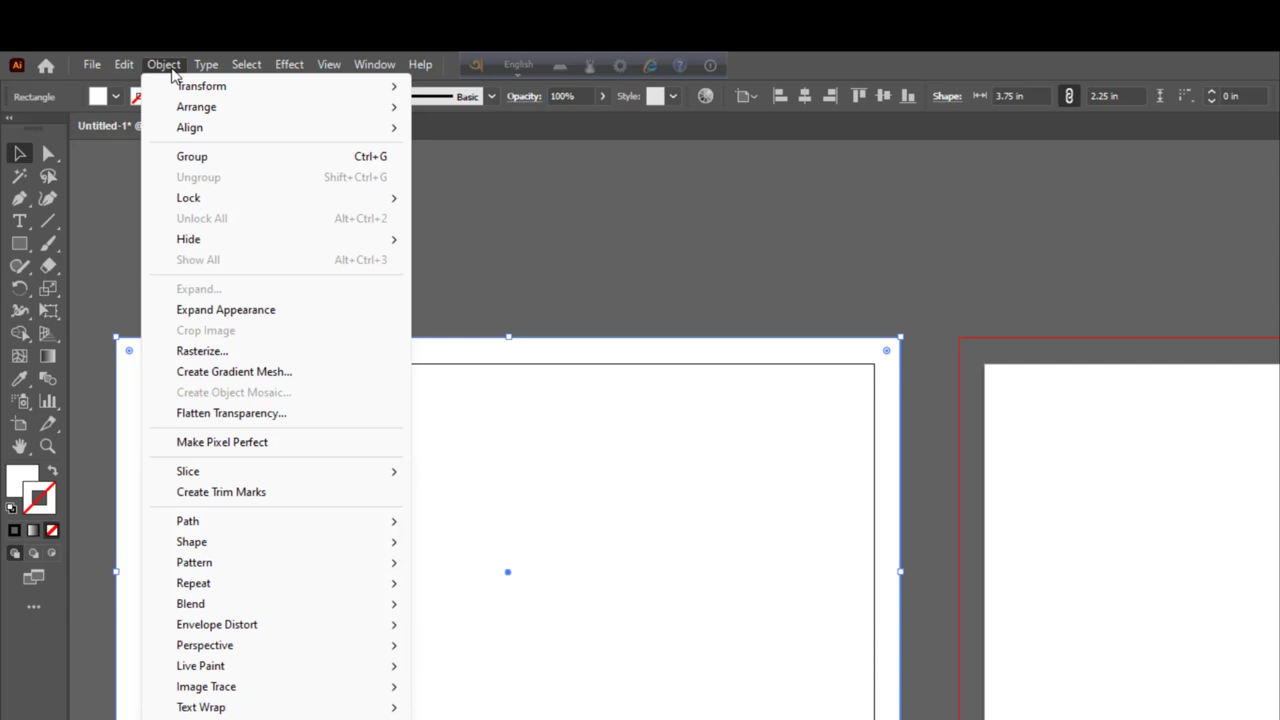 Ai File Edit Object Type Select Effect View Window Help English
Rectangle Basic Opacity: 100% Style: Shape: 3.75 in 2.25 in 0 in
Untitled-1* @
Transform
Arrange
Align
Group Ctrl+G
Ungroup Shift+Ctrl+G
Lock
Unlock All Alt+Ctrl+2
Hide
Show All Alt+Ctrl+3
Expand...
Expand Appearance
Crop Image
Rasterize...
Create Gradient Mesh...
Create Object Mosaic...
Flatten Transparency...
Make Pixel Perfect
Slice
Create Trim Marks
Path
Shape
Pattern
Repeat
Blend
Envelope Distort
Perspective
Live Paint
Image Trace
Text Wrap